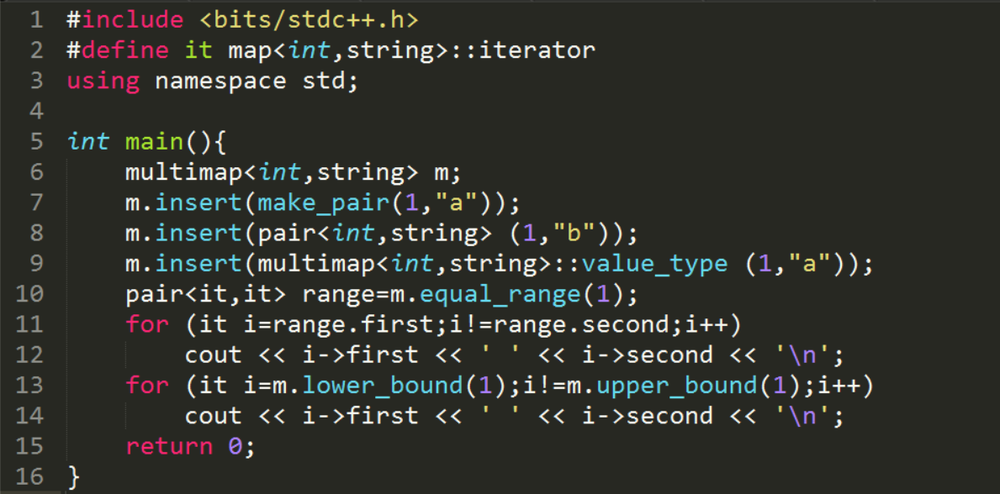 1 #include <bits/stdc++.h>
2 #define it map<int,string>::iterator
3 using namespace std;
4
5 int main(){
6     multimap<int,string> m;
7     m.insert(make_pair(1,"a"));
8     m.insert(pair<int,string> (1,"b"));
9     m.insert(multimap<int,string>::value_type (1,"a"));
10     pair<it,it> range=m.equal_range(1);
11     for (it i=range.first;i!=range.second;i++)
12         cout << i->first << ' ' << i->second << '\n';
13     for (it i=m.lower_bound(1);i!=m.upper_bound(1);i++)
14         cout << i->first << ' ' << i->second << '\n';
15     return 0;
16 }